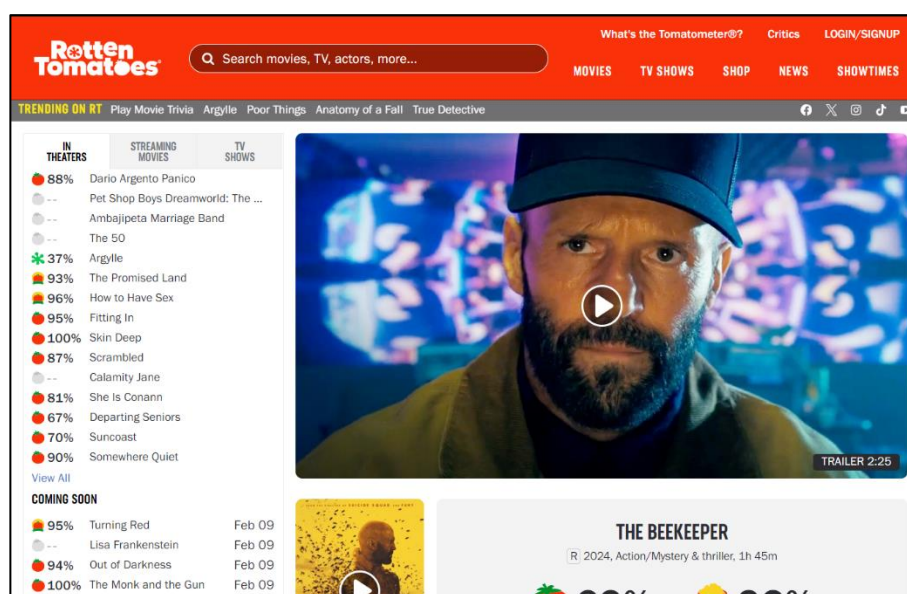 What's the Tomatometer®? Critics LOGIN/SIGNUP
Rotten
Tomatoes
Search movies, TV, actors, more...
MOVIES TV SHOWS SHOP NEWS SHOWTIMES
TRENDING ON RT Play Movie Trivia Argylle Poor Things Anatomy of a Fall True Detective
IN THEATERS
STREAMING MOVIES
TV SHOWS
88% Dario Argento Panico
-- Pet Shop Boys Dreamworld: The ...
-- Ambajipeta Marriage Band
-- The 50
37% Argylle
93% The Promised Land
96% How to Have Sex
95% Fitting In
100% Skin Deep
87% Scrambled
-- Calamity Jane
81% She Is Conann
67% Departing Seniors
70% Suncoast
90% Somewhere Quiet
View All
COMING SOON
95% Turning Red Feb 09
-- Lisa Frankenstein Feb 09
94% Out of Darkness Feb 09
100% The Monk and the Gun Feb 09
TRAILER 2:25
THE BEEKEEPER
R 2024, Action/Mystery & thriller, 1h 45m